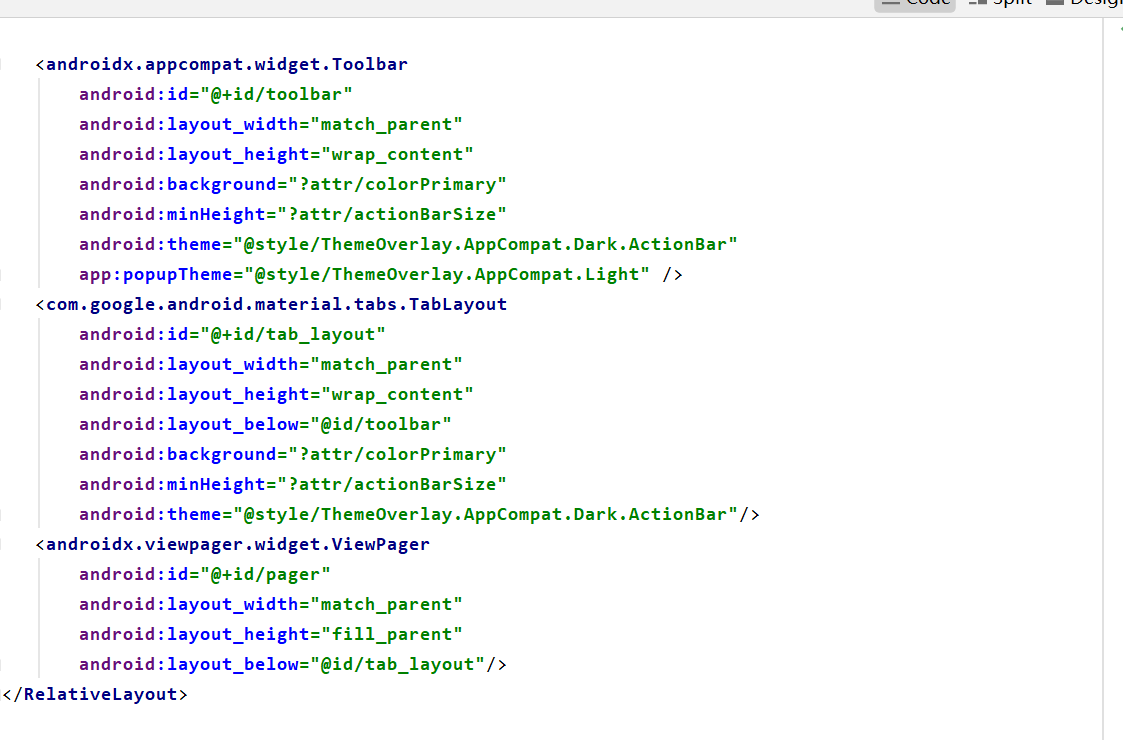 Code Split Design
<androidx.appcompat.widget.Toolbar
android:id="@+id/toolbar"
android:layout_width="match_parent"
android:layout_height="wrap_content"
android:background="?attr/colorPrimary"
android:minHeight="?attr/actionBarSize"
android:theme="@style/ThemeOverlay.AppCompat.Dark.ActionBar"
app:popupTheme="@style/ThemeOverlay.AppCompat.Light" />
<com.google.android.material.tabs.TabLayout
android:id="@+id/tab_layout"
android:layout_width="match_parent"
android:layout_height="wrap_content"
android:layout_below="@id/toolbar"
android:background="?attr/colorPrimary"
android:minHeight="?attr/actionBarSize"
android:theme="@style/ThemeOverlay.AppCompat.Dark.ActionBar"/>
<androidx.viewpager.widget.ViewPager
android:id="@+id/pager"
android:layout_width="match_parent"
android:layout_height="fill_parent"
android:layout_below="@id/tab_layout"/>
</RelativeLayout>